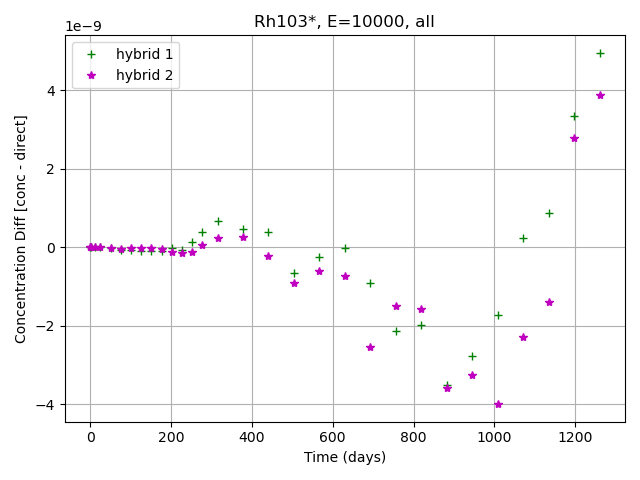 Rh103*, E=10000, all
1e−9
hybrid 1
hybrid 2
4
2
0
−2
−4
Concentration Diff [conc - direct]
0 200 400 600 800 1000 1200
Time (days)